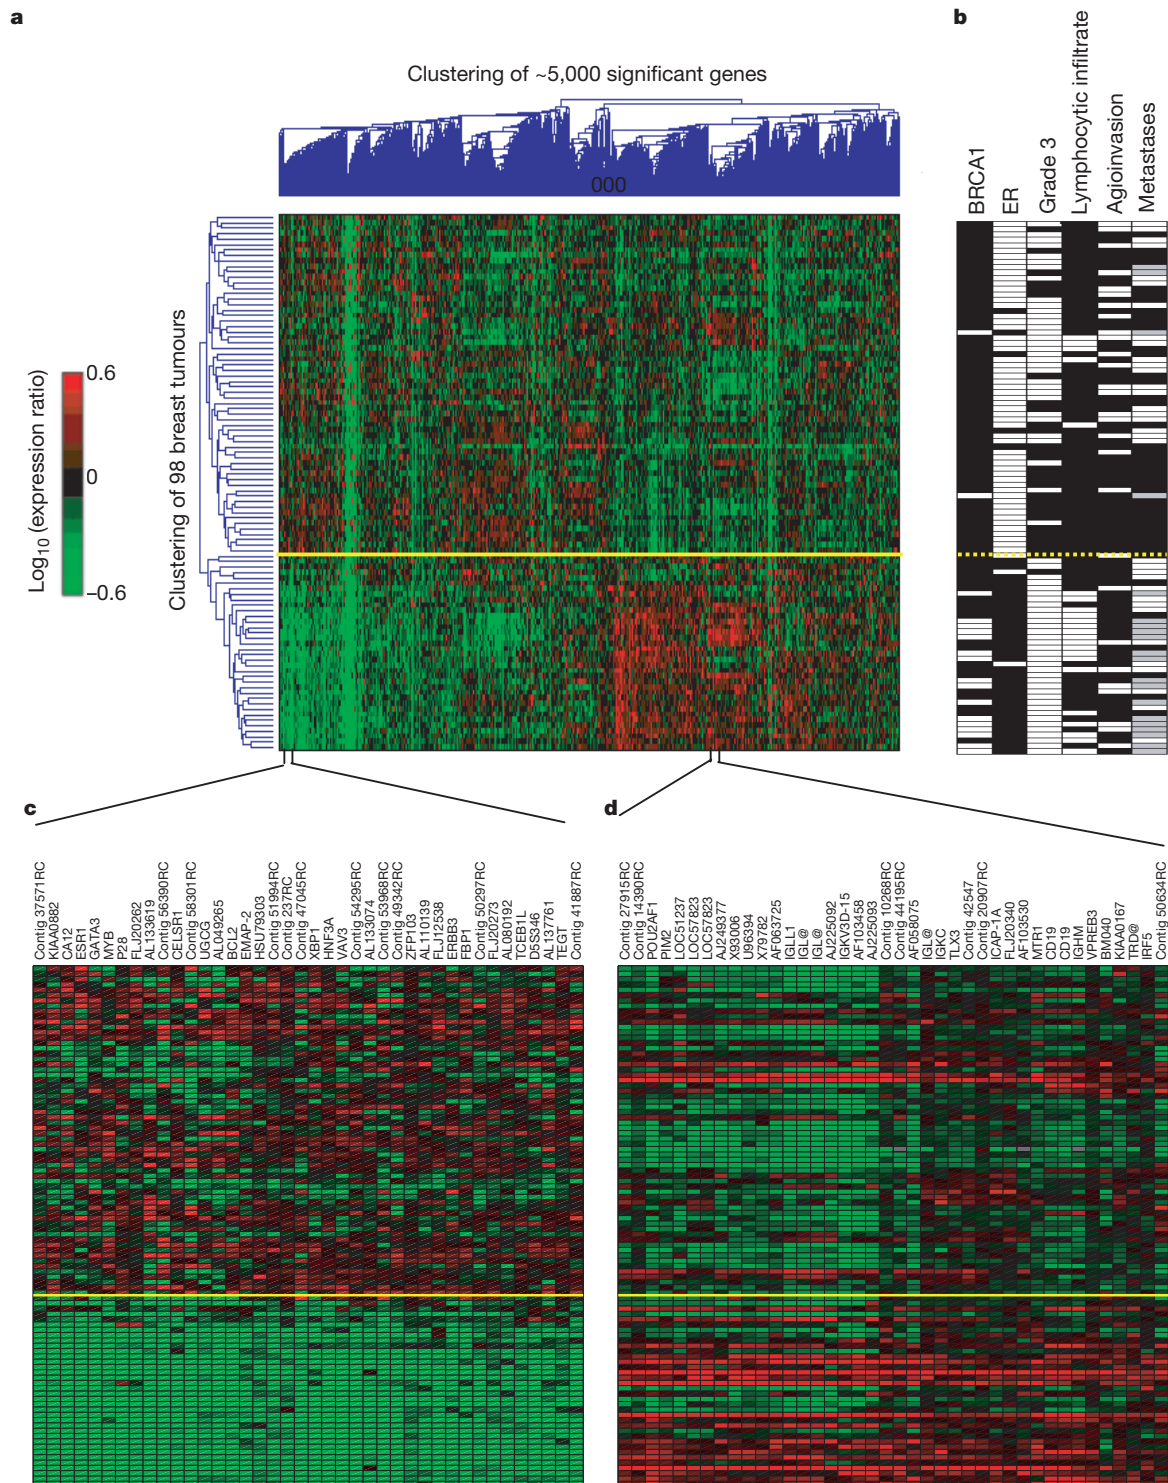 a
b
Clustering of ~5,000 significant genes
000
BRCA1
ER
Grade 3
Lymphocytic infiltrate
Agioinvasion
Metastases
Clustering of 98 breast tumours
Log10 (expression ratio)
0.6
0
–0.6
c
d
Contig 37571RC
KIAA0882
CA12
ESR1
GATA3
MYB
P28
FLJ20262
AL133619
Contig 56390RC
CELSR1
Contig 58301RC
UGCG
AL049265
BCL2
EMAP-2
HSU79303
Contig 51994RC
Contig 237RC
Contig 47045RC
XBP1
HNF3A
VAV3
Contig 54295RC
AL133074
Contig 53968RC
Contig 49342RC
ZFP103
AL110139
FLJ12538
ERBB3
FBP1
Contig 50297RC
FLJ20273
AL080192
TCEB1L
D5S346
AL137761
TEGT
Contig 41887RC
Contig 27915RC
Contig 14390RC
POU2AF1
PIM2
LOC51237
LOC57823
LOC57823
AJ249377
X93006
U96394
X79782
AF063725
IGLL1
IGL@
IGL@
AJ225092
IGKV3D-15
AF103458
AJ225093
Contig 10268RC
Contig 44195RC
AF058075
IGL@
IGKC
TLX3
Contig 42547
Contig 20907RC
CAP-1A
FLJ20340
AF103530
MTR1
CD19
CD19
IGHM
VPREB3
BM040
KIAA0167
TRD@
IRF5
Contig 50634RC